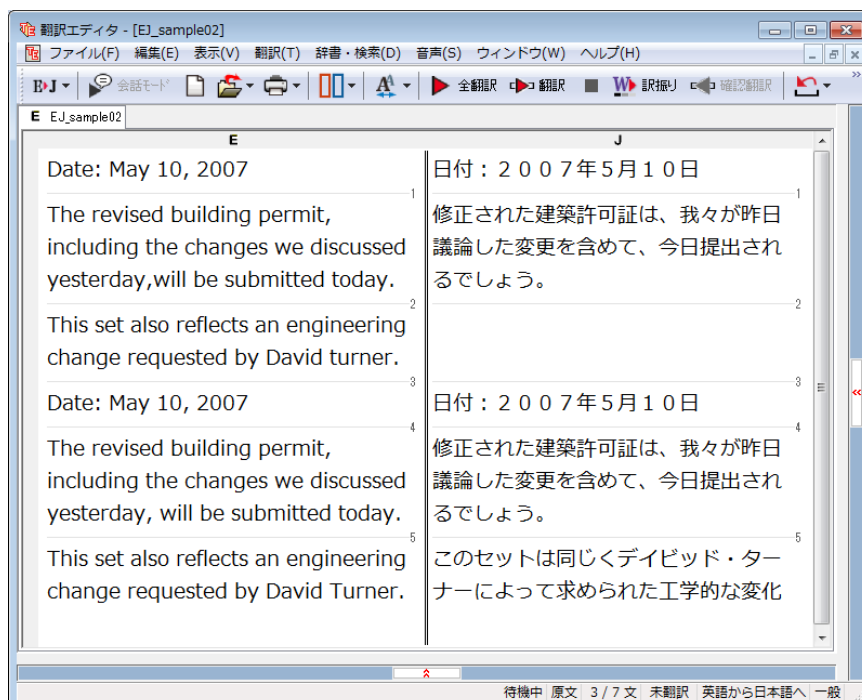 翻訳エディタ - [EJ_sample02]
ファイル(F) 編集(E) 表示(V) 翻訳(T) 辞書・検索(D) 音声(S) ウィンドウ(W) ヘルプ(H)
E▸J 会話モード 全翻訳 翻訳 訳振り 確認翻訳
E EJ_sample02
E J
Date: May 10, 2007
日付：２００７年５月１０日
1 1
The revised building permit,
including the changes we discussed
yesterday,will be submitted today.
修正された建築許可証は、我々が昨日
議論した変更を含めて、今日提出され
るでしょう。
2 2
This set also reflects an engineering
change requested by David turner.
3 3
Date: May 10, 2007
日付：２００７年５月１０日
4 4
The revised building permit,
including the changes we discussed
yesterday, will be submitted today.
修正された建築許可証は、我々が昨日
議論した変更を含めて、今日提出され
るでしょう。
5 5
This set also reflects an engineering
change requested by David Turner.
このセットは同じくデイビッド・ター
ナーによって求められた工学的な変化
待機中 原文 3 / 7 文 未翻訳 英語から日本語へ 一般